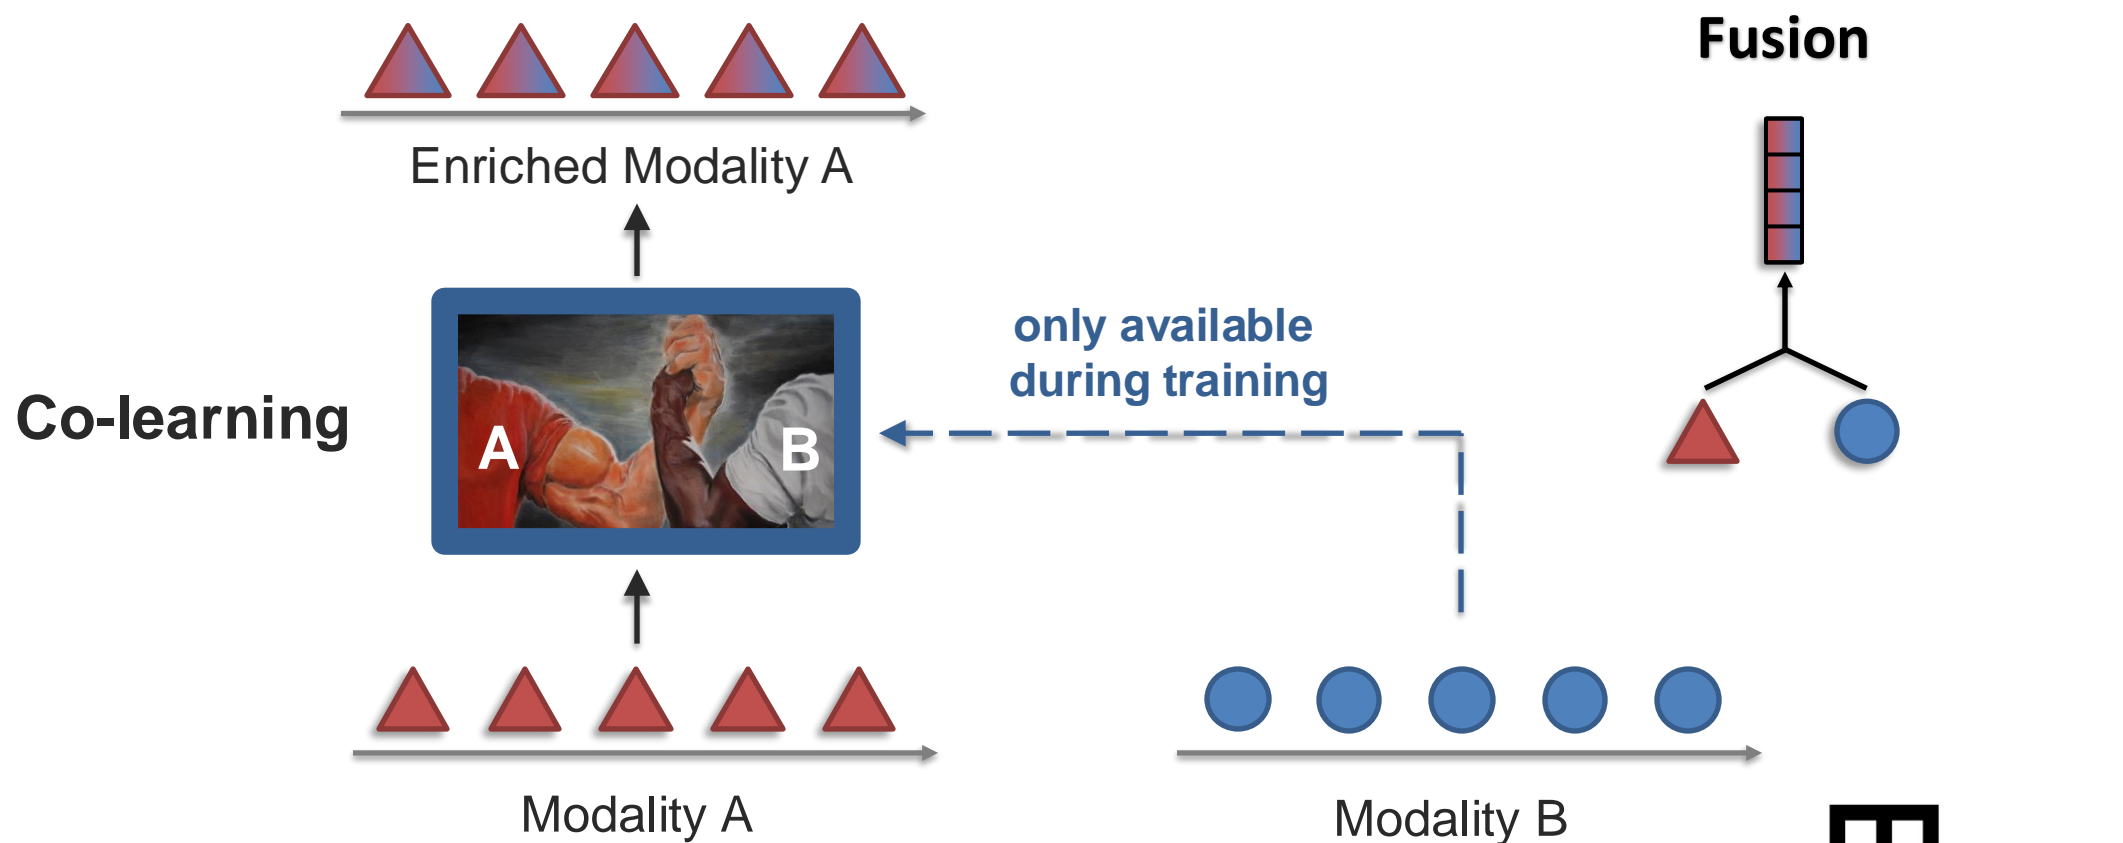 Fusion
Enriched Modality A
only available
during training
Co-learning
A
B
Modality A
Modality B